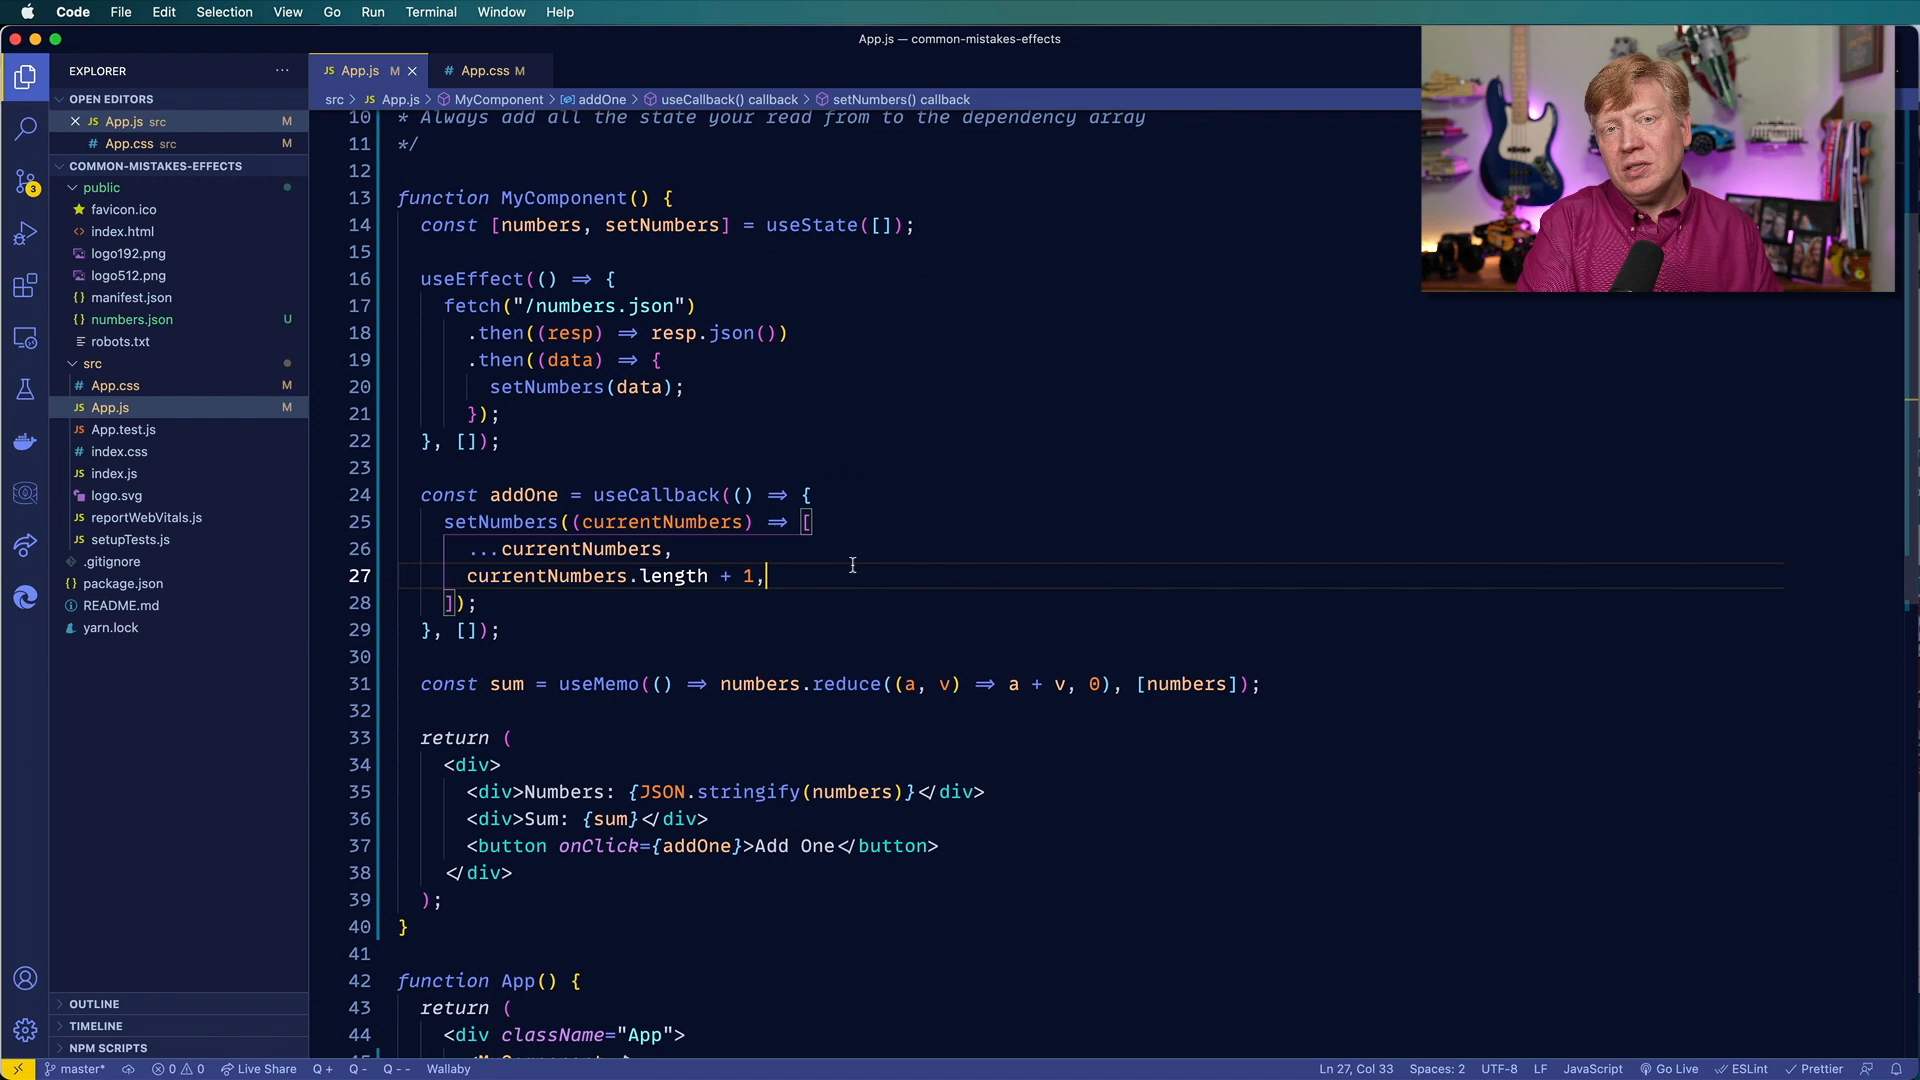 Code File Edit Selection View Go Run Terminal Window Help
App.js — common-mistakes-effects
EXPLORER
OPEN EDITORS
App.js src M
App.css src M
COMMON-MISTAKES-EFFECTS
public
favicon.ico
index.html
logo192.png
logo512.png
manifest.json
numbers.json U
robots.txt
src
App.css M
App.js M
App.test.js
index.css
index.js
logo.svg
reportWebVitals.js
setupTests.js
.gitignore
package.json
README.md
yarn.lock
OUTLINE
TIMELINE
NPM SCRIPTS
3
JS App.js M
# App.css M
src > JS App.js > MyComponent > addOne > useCallback() callback > setNumbers() callback
10 * Always add all the state your read from to the dependency array
11 */
12
13 function MyComponent() {
14 const [numbers, setNumbers] = useState([]);
15
16 useEffect(() => {
17 fetch("/numbers.json")
18 .then((resp) => resp.json())
19 .then((data) => {
20 setNumbers(data);
21 });
22 }, []);
23
24 const addOne = useCallback(() => {
25 setNumbers((currentNumbers) => [
26 ...currentNumbers,
27 currentNumbers.length + 1,
28 ]);
29 }, []);
30
31 const sum = useMemo(() => numbers.reduce((a, v) => a + v, 0), [numbers]);
32
33 return (
34 <div>
35 <div>Numbers: {JSON.stringify(numbers)}</div>
36 <div>Sum: {sum}</div>
37 <button onClick={addOne}>Add One</button>
38 </div>
39 );
40 }
41
42 function App() {
43 return (
44 <div className="App">
master* 0 0 Live Share Q + Q - Q - - Wallaby Ln 27, Col 33 Spaces: 2 UTF-8 LF JavaScript Go Live ESLint Prettier